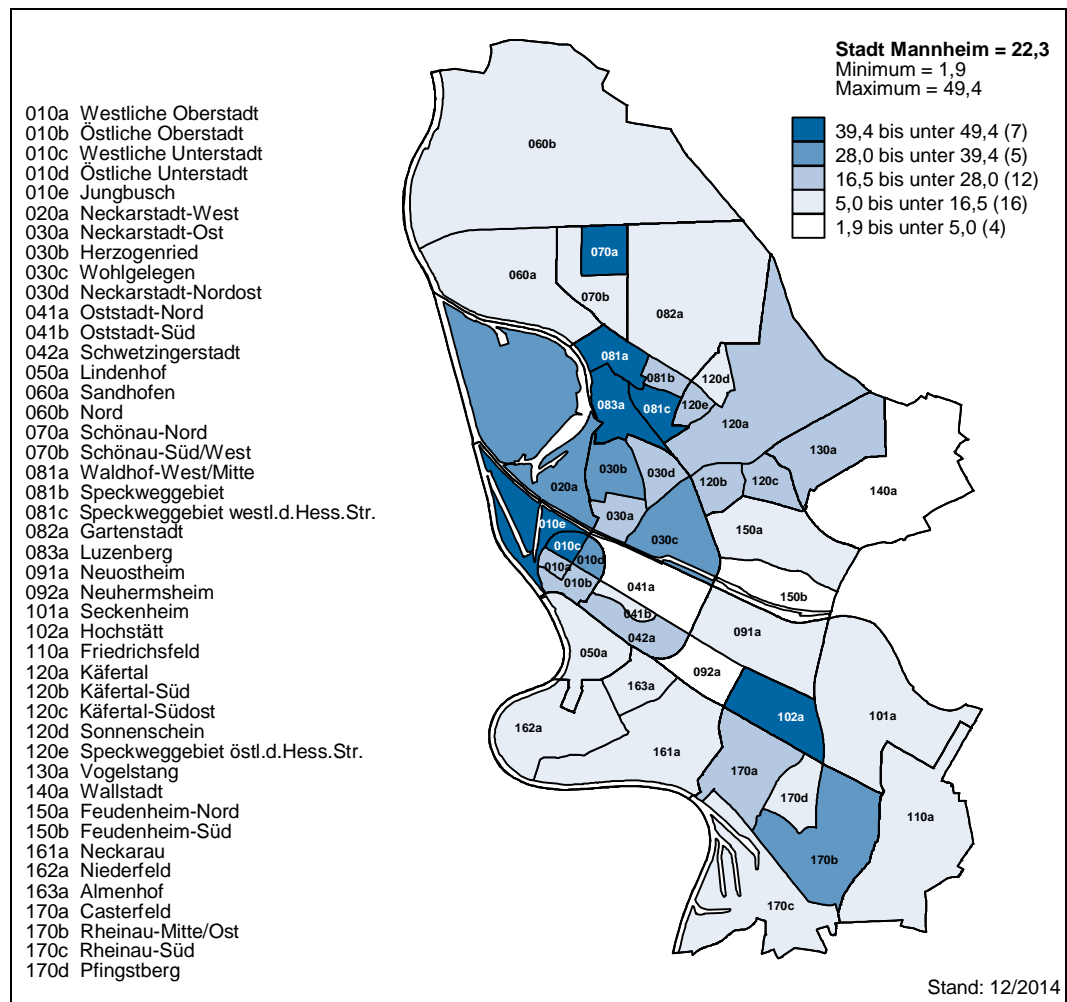 Stadt Mannheim = 22,3
Minimum = 1,9
Maximum = 49,4
39,4 bis unter 49,4 (7)
28,0 bis unter 39,4 (5)
16,5 bis unter 28,0 (12)
5,0 bis unter 16,5 (16)
1,9 bis unter 5,0 (4)
010a Westliche Oberstadt
010b Östliche Oberstadt
010c Westliche Unterstadt
010d Östliche Unterstadt
010e Jungbusch
020a Neckarstadt-West
030a Neckarstadt-Ost
030b Herzogenried
030c Wohlgelegen
030d Neckarstadt-Nordost
041a Oststadt-Nord
041b Oststadt-Süd
042a Schwetzingerstadt
050a Lindenhof
060a Sandhofen
060b Nord
070a Schönau-Nord
070b Schönau-Süd/West
081a Waldhof-West/Mitte
081b Speckweggebiet
081c Speckweggebiet westl.d.Hess.Str.
082a Gartenstadt
083a Luzenberg
091a Neuostheim
092a Neuhermsheim
101a Seckenheim
102a Hochstätt
110a Friedrichsfeld
120a Käfertal
120b Käfertal-Süd
120c Käfertal-Südost
120d Sonnenschein
120e Speckweggebiet östl.d.Hess.Str.
130a Vogelstang
140a Wallstadt
150a Feudenheim-Nord
150b Feudenheim-Süd
161a Neckarau
162a Niederfeld
163a Almenhof
170a Casterfeld
170b Rheinau-Mitte/Ost
170c Rheinau-Süd
170d Pfingstberg
060b
070a
060a
070b
082a
081a
081b
120d
083a
081c
120e
120a
130a
030b
030d
120b
120c
020a
140a
030a
010e
030c
150a
010c
010d
010a
010b
041a
150b
041b
042a
091a
050a
092a
163a
102a
101a
162a
161a
170a
170d
110a
170b
170c
Stand: 12/2014